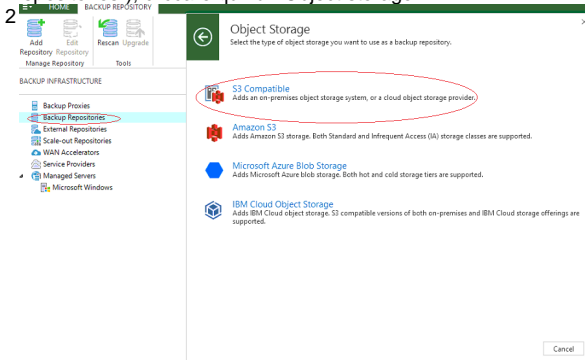 Object Storage
2
HOME BACKUP REPOSITORY
Add Repository
Edit Repository
Rescan
Upgrade
Manage Repository
Tools
BACKUP INFRASTRUCTURE
Backup Proxies
Backup Repositories
External Repositories
Scale-out Repositories
WAN Accelerators
Service Providers
Managed Servers
Microsoft Windows
Object Storage
Select the type of object storage you want to use as a backup repository.
S3 Compatible
Adds an on-premises object storage system, or a cloud object storage provider.
Amazon S3
Adds Amazon S3 storage. Both Standard and Infrequent Access (IA) storage classes are supported.
Microsoft Azure Blob Storage
Adds Microsoft Azure blob storage. Both hot and cold storage tiers are supported.
IBM Cloud Object Storage
Adds IBM Cloud object storage. S3 compatible versions of both on-premises and IBM Cloud storage offerings are
supported.
Cancel